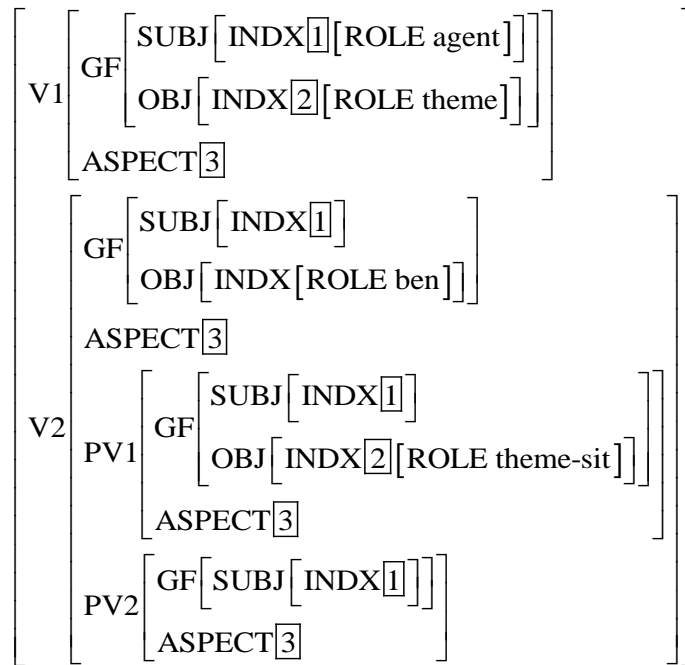 SUBJ[INDX 1 [ROLE agent]]
V1 GF
OBJ[INDX 2 [ROLE theme]]
ASPECT 3
SUBJ[INDX 1]
GF
OBJ[INDX[ROLE ben]]
ASPECT 3
V2
SUBJ[INDX 1]
PV1 GF
OBJ[INDX 2 [ROLE theme-sit]]
ASPECT 3
GF[SUBJ[INDX 1]]
PV2
ASPECT 3